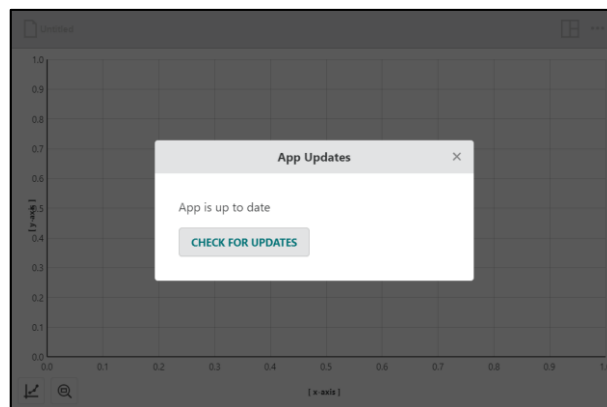 Untitled
1.0
0.9
0.8
0.7
App Updates
0.6
App is up to date
[ y-axis ]
0.5
CHECK FOR UPDATES
0.4
0.3
0.2
0.1
0.0
0.0 0.1 0.2 0.3 0.4 0.5 0.6 0.7 0.8 0.9
[ x-axis ]